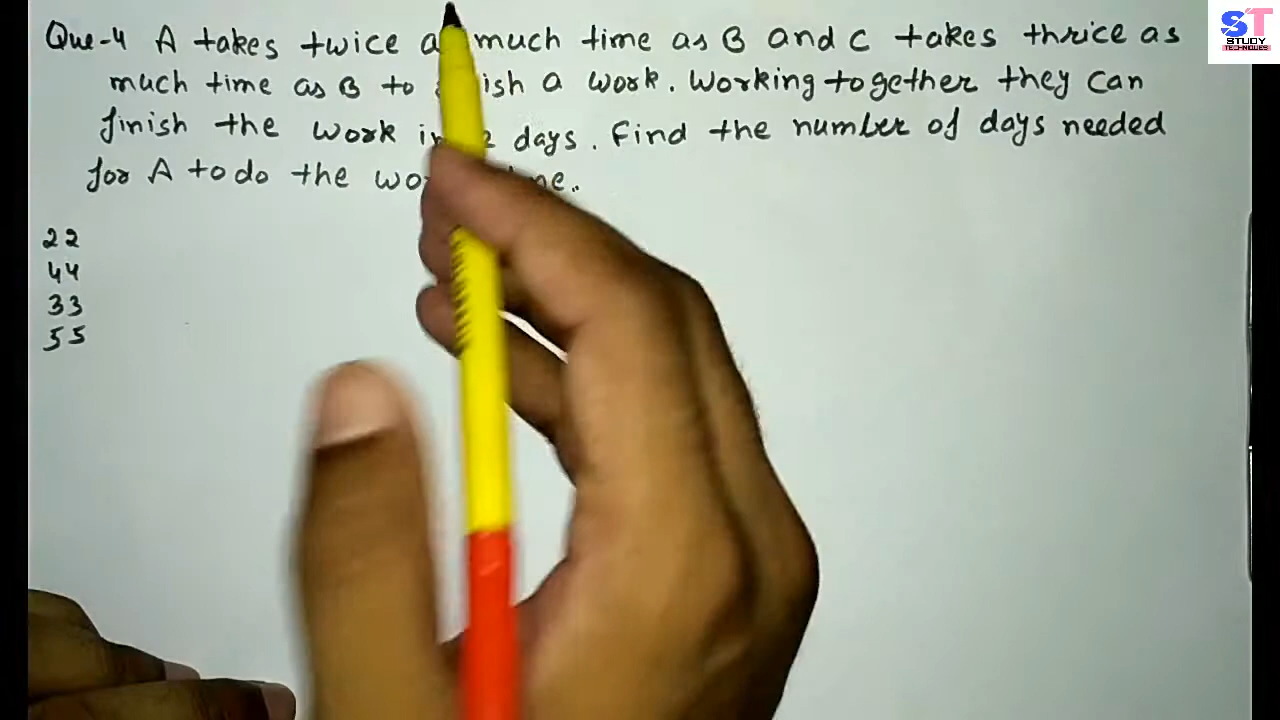 Que-4 A takes twice a much time as B and C takes thrice as
much time as B to ish a work. Working together they can
finish the work in days. Find the number of days needed
for A to do the
22
44
33
55
ST
STUDY
TECHNIQUES